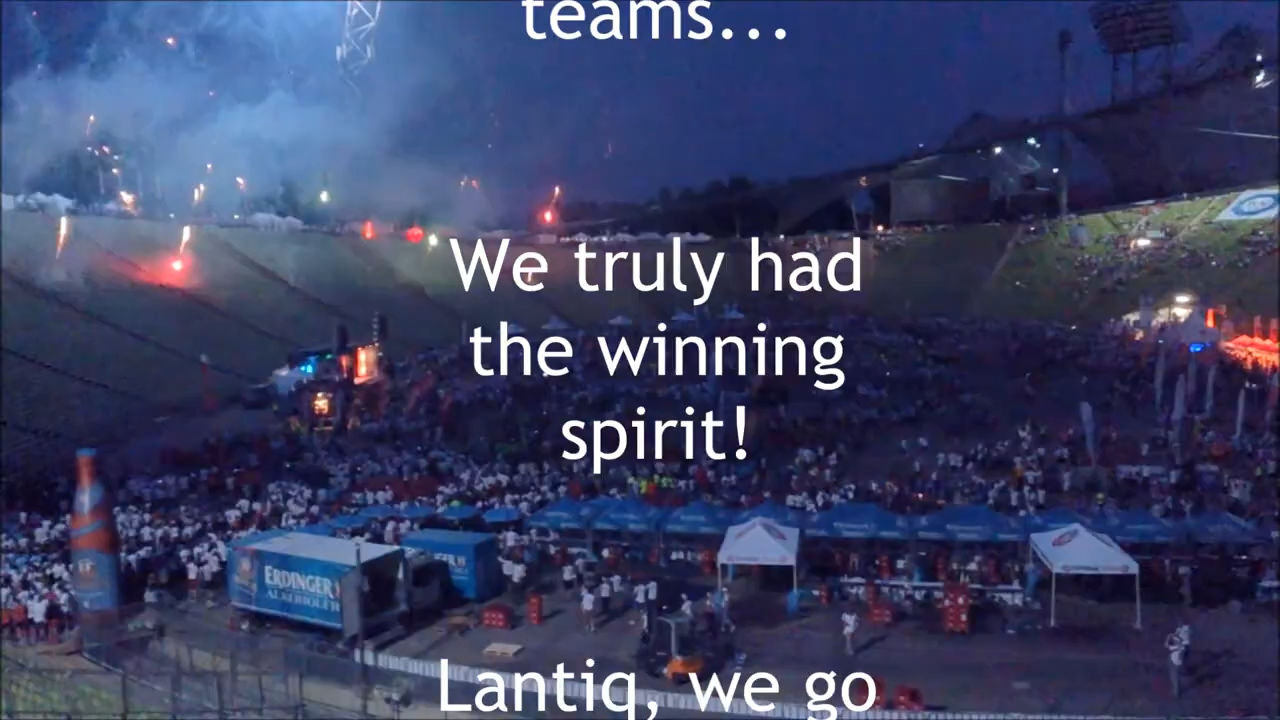 teams...
We truly had
the winning
spirit!
ERDINGER
ALKOHOLFREI
Lantiq, we go